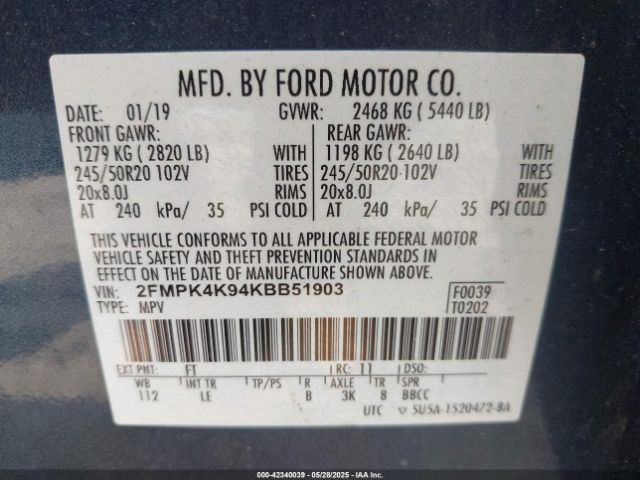 MFD. BY FORD MOTOR CO.
DATE: 01/19 GVWR: 2468 KG ( 5440 LB)
FRONT GAWR: REAR GAWR:
1279 KG ( 2820 LB) WITH 1198 KG ( 2640 LB) WITH
245/50R20 102V TIRES 245/50R20 102V TIRES
20x8.0J RIMS 20x8.0J RIMS
AT 240 kPa/ 35 PSI COLD AT 240 kPa/ 35 PSI COLD
THIS VEHICLE CONFORMS TO ALL APPLICABLE FEDERAL MOTOR
VEHICLE SAFETY AND THEFT PREVENTION STANDARDS IN
EFFECT ON THE DATE OF MANUFACTURE SHOWN ABOVE.
VIN: 2FMPK4K94KBB51903 F0039
TYPE: MPV T0202
EXT PNT: FT RC: 11 DSO:
WB INT TR TP/PS R AXLE TR SPR
112 LE B 3K 8 BBCC
UTC ▽ 5U5A-1520472-BA
000-42340039 - 05/28/2025 - IAAI.com